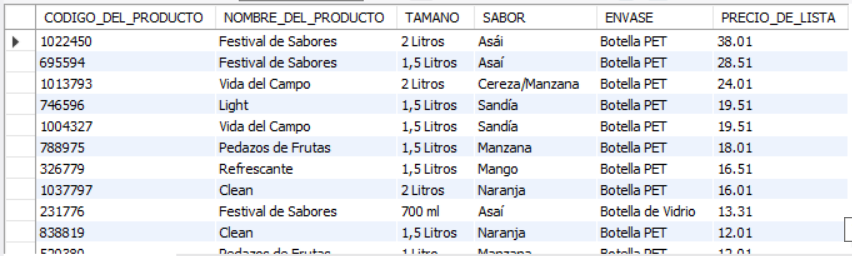 CODIGO_DEL_PRODUCTO NOMBRE_DEL_PRODUCTO TAMANO SABOR ENVASE PRECIO_DE_LISTA
1022450 Festival de Sabores 2 Litros Asái Botella PET 38.01
695594 Festival de Sabores 1,5 Litros Asaí Botella PET 28.51
1013793 Vida del Campo 2 Litros Cereza/Manzana Botella PET 24.01
746596 Light 1,5 Litros Sandía Botella PET 19.51
1004327 Vida del Campo 1,5 Litros Sandía Botella PET 19.51
788975 Pedazos de Frutas 1,5 Litros Manzana Botella PET 18.01
326779 Refrescante 1,5 Litros Mango Botella PET 16.51
1037797 Clean 2 Litros Naranja Botella PET 16.01
231776 Festival de Sabores 700 ml Asaí Botella de Vidrio 13.31
838819 Clean 1,5 Litros Naranja Botella PET 12.01
520380 Pedazos de Frutas 1 Litro Manzana Botella PET 12.01